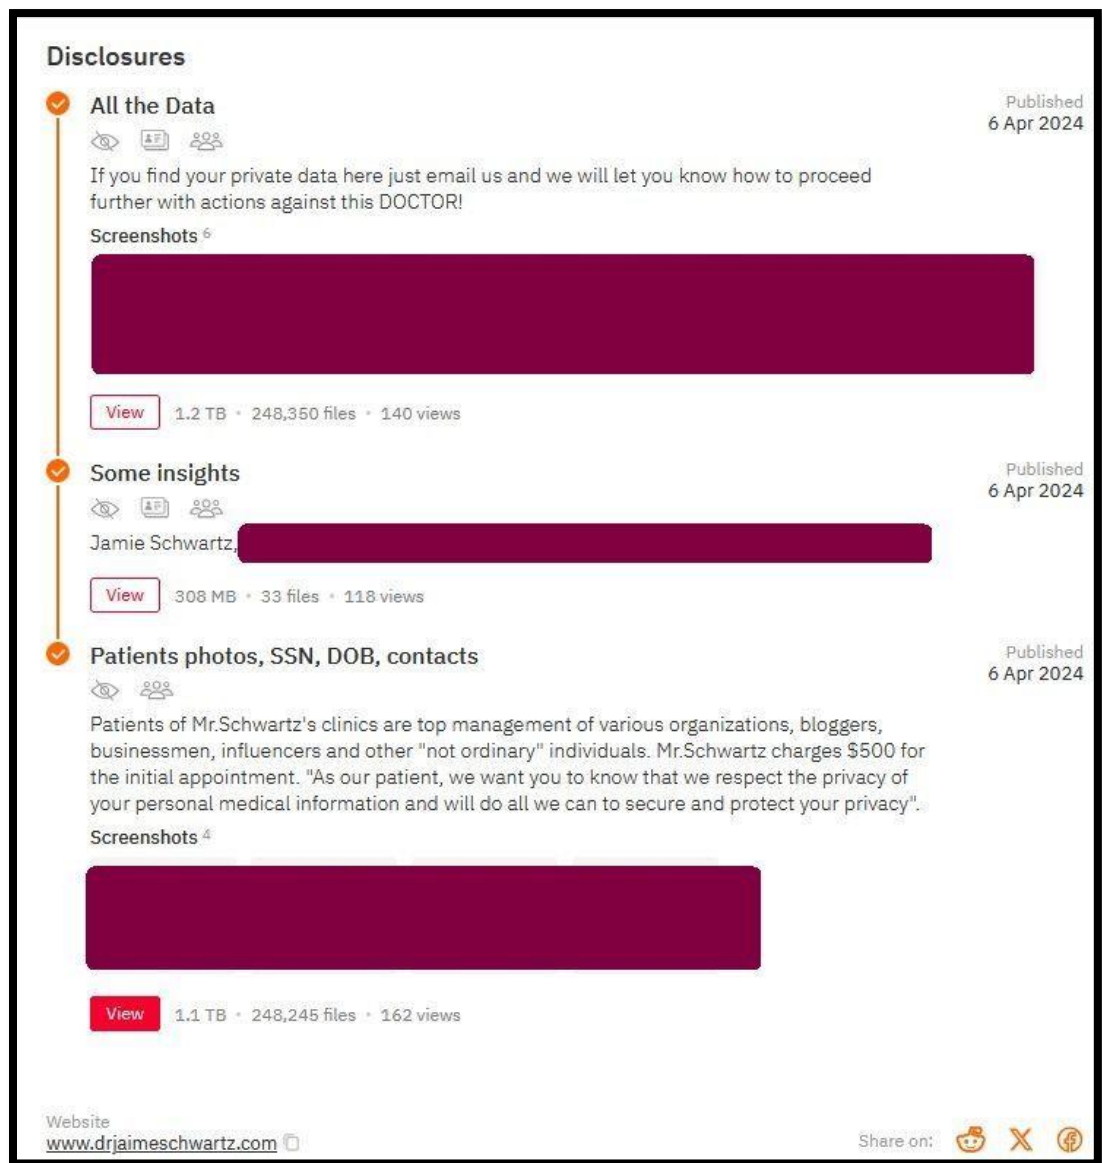 Disclosures
All the Data
Published
6 Apr 2024
If you find your private data here just email us and we will let you know how to proceed
further with actions against this DOCTOR!
Screenshots 6
View 1.2 TB • 248,350 files • 140 views
Some insights
Published
6 Apr 2024
Jamie Schwartz,
View 308 MB • 33 files • 118 views
Patients photos, SSN, DOB, contacts
Published
6 Apr 2024
Patients of Mr.Schwartz's clinics are top management of various organizations, bloggers,
businessmen, influencers and other "not ordinary" individuals. Mr.Schwartz charges $500 for
the initial appointment. "As our patient, we want you to know that we respect the privacy of
your personal medical information and will do all we can to secure and protect your privacy".
Screenshots 4
View 1.1 TB • 248,245 files • 162 views
Website
www.drjaimeschwartz.com
Share on: